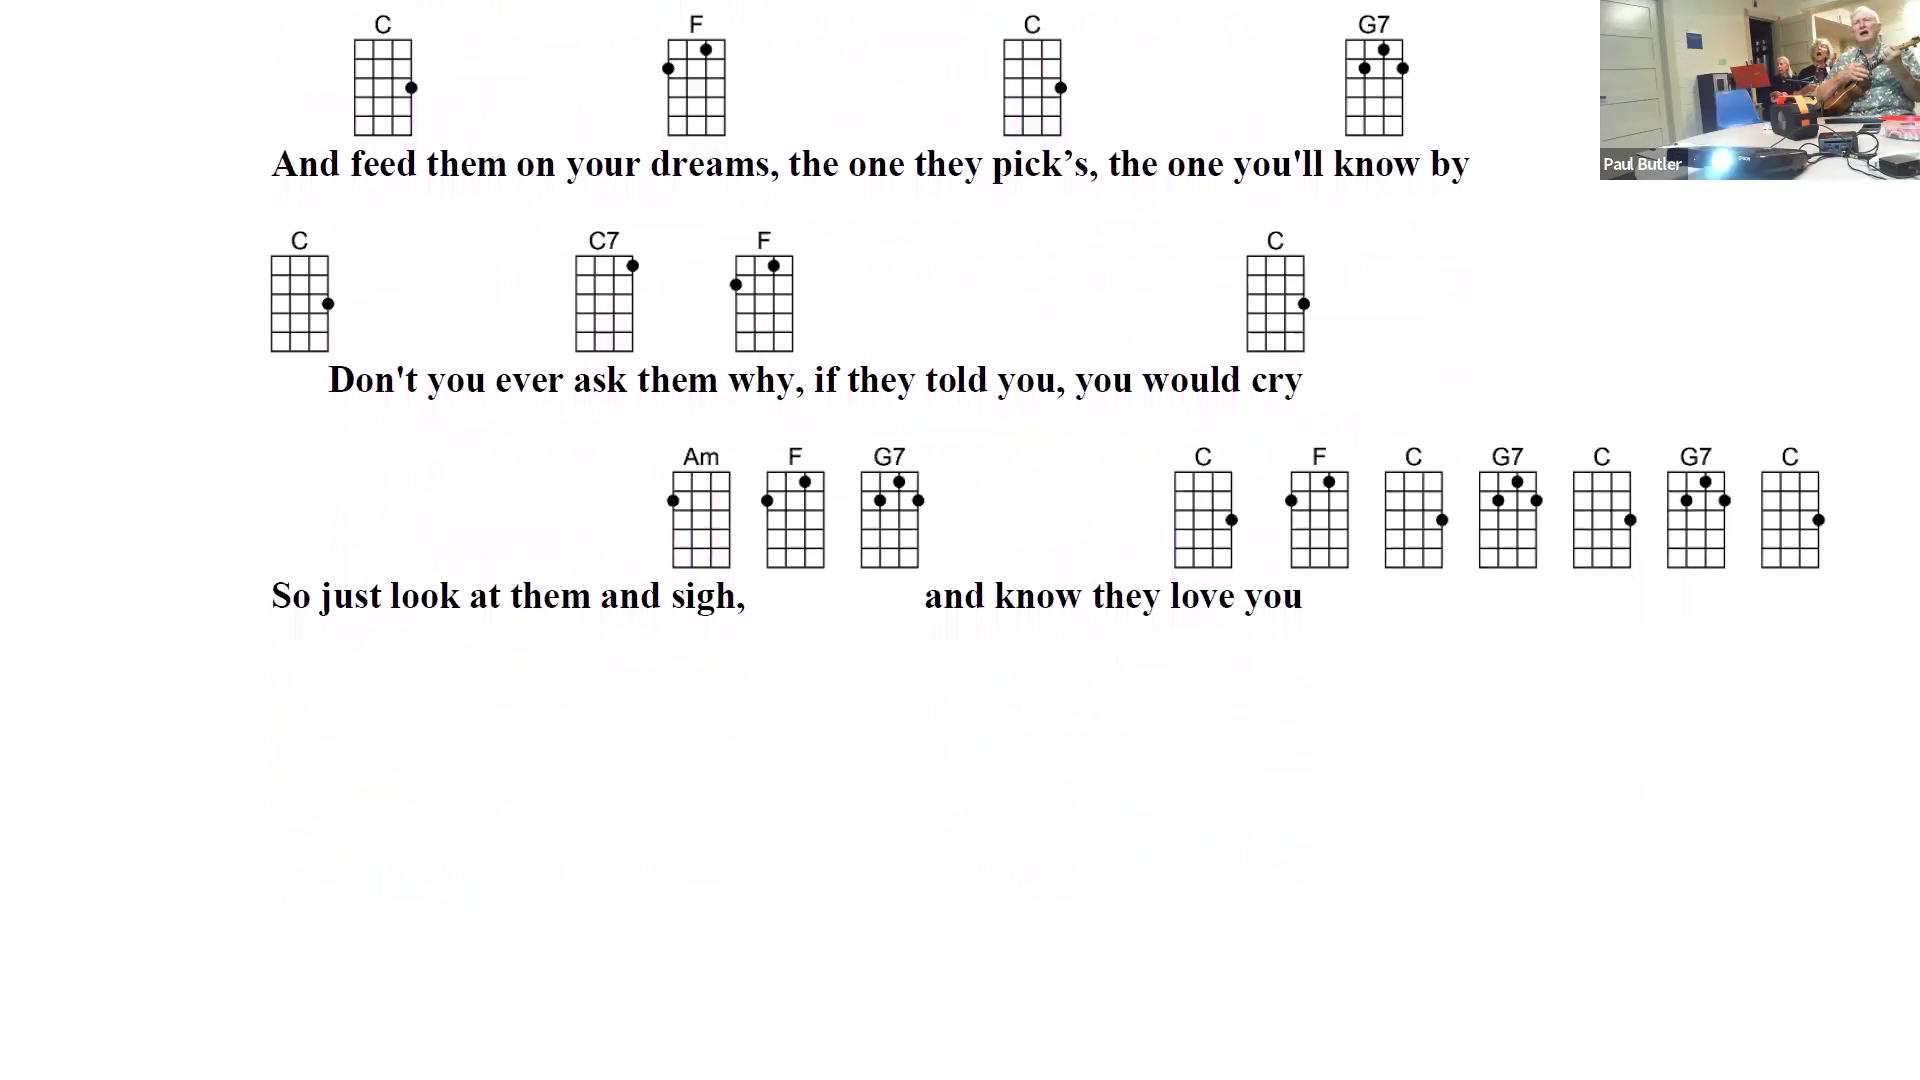 C F C G7
And feed them on your dreams, the one they pick’s, the one you'll know by
C C7 F C
Don't you ever ask them why, if they told you, you would cry
Am F G7 C F C G7 C G7 C
So just look at them and sigh, and know they love you
Paul Butler